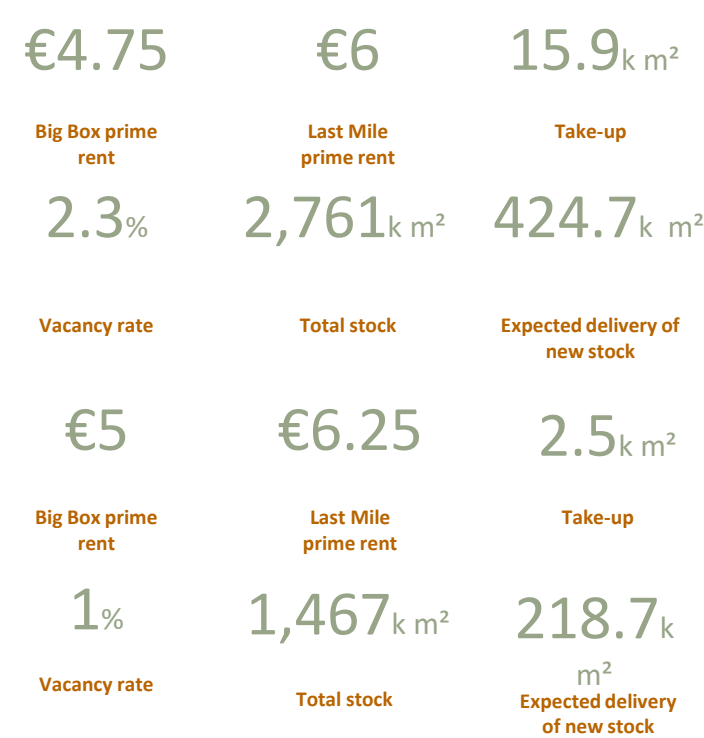 €4.75 €6 15.9k m²
Big Box prime Last Mile Take-up
rent prime rent
2.3% 2,761k m² 424.7k m²
Vacancy rate Total stock Expected delivery of
new stock
€5 €6.25 2.5k m²
Big Box prime Last Mile Take-up
rent prime rent
1% 1,467k m² 218.7k
m²
Vacancy rate Total stock Expected delivery
of new stock